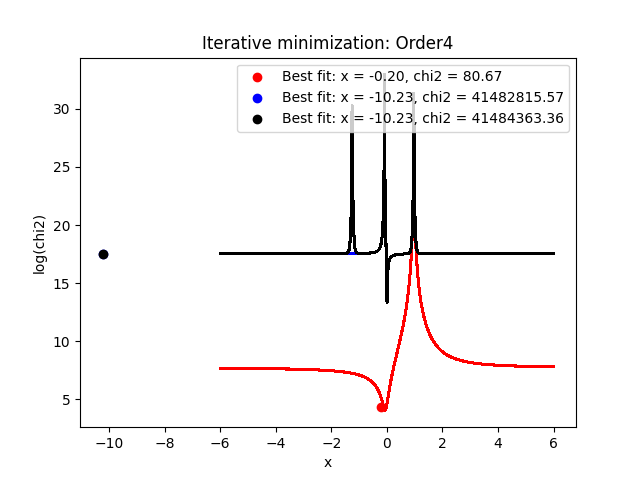 Iterative minimization: Order4
Best fit: x = -0.20, chi2 = 80.67
Best fit: x = -10.23, chi2 = 41482815.57
Best fit: x = -10.23, chi2 = 41484363.36
log(chi2)
30
25
20
15
10
5
−10
−8
−6
−4
−2
0
2
4
6
x